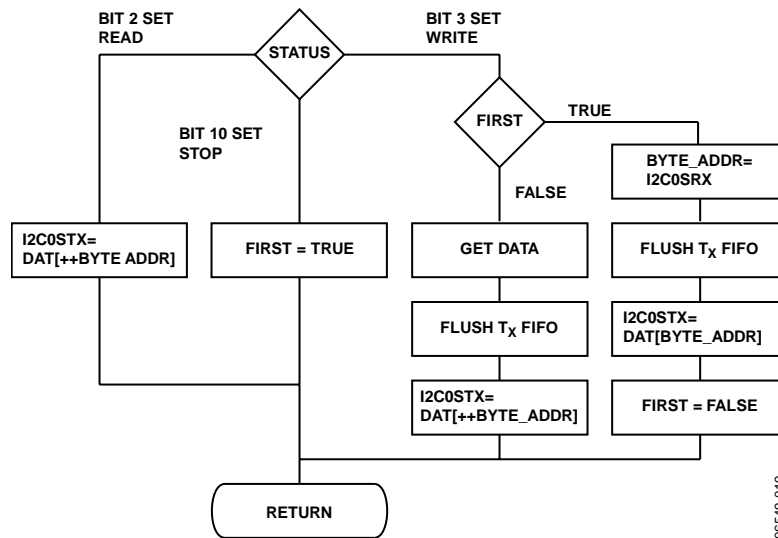 BIT 2 SET
READ
STATUS
BIT 3 SET
WRITE
BIT 10 SET
STOP
FIRST
TRUE
FALSE
BYTE_ADDR=
I2C0SRX
I2C0STX=
DAT[++BYTE ADDR]
FIRST = TRUE
GET DATA
FLUSH TX FIFO
FLUSH TX FIFO
I2C0STX=
DAT[BYTE_ADDR]
I2C0STX=
DAT[++BYTE_ADDR]
FIRST = FALSE
RETURN